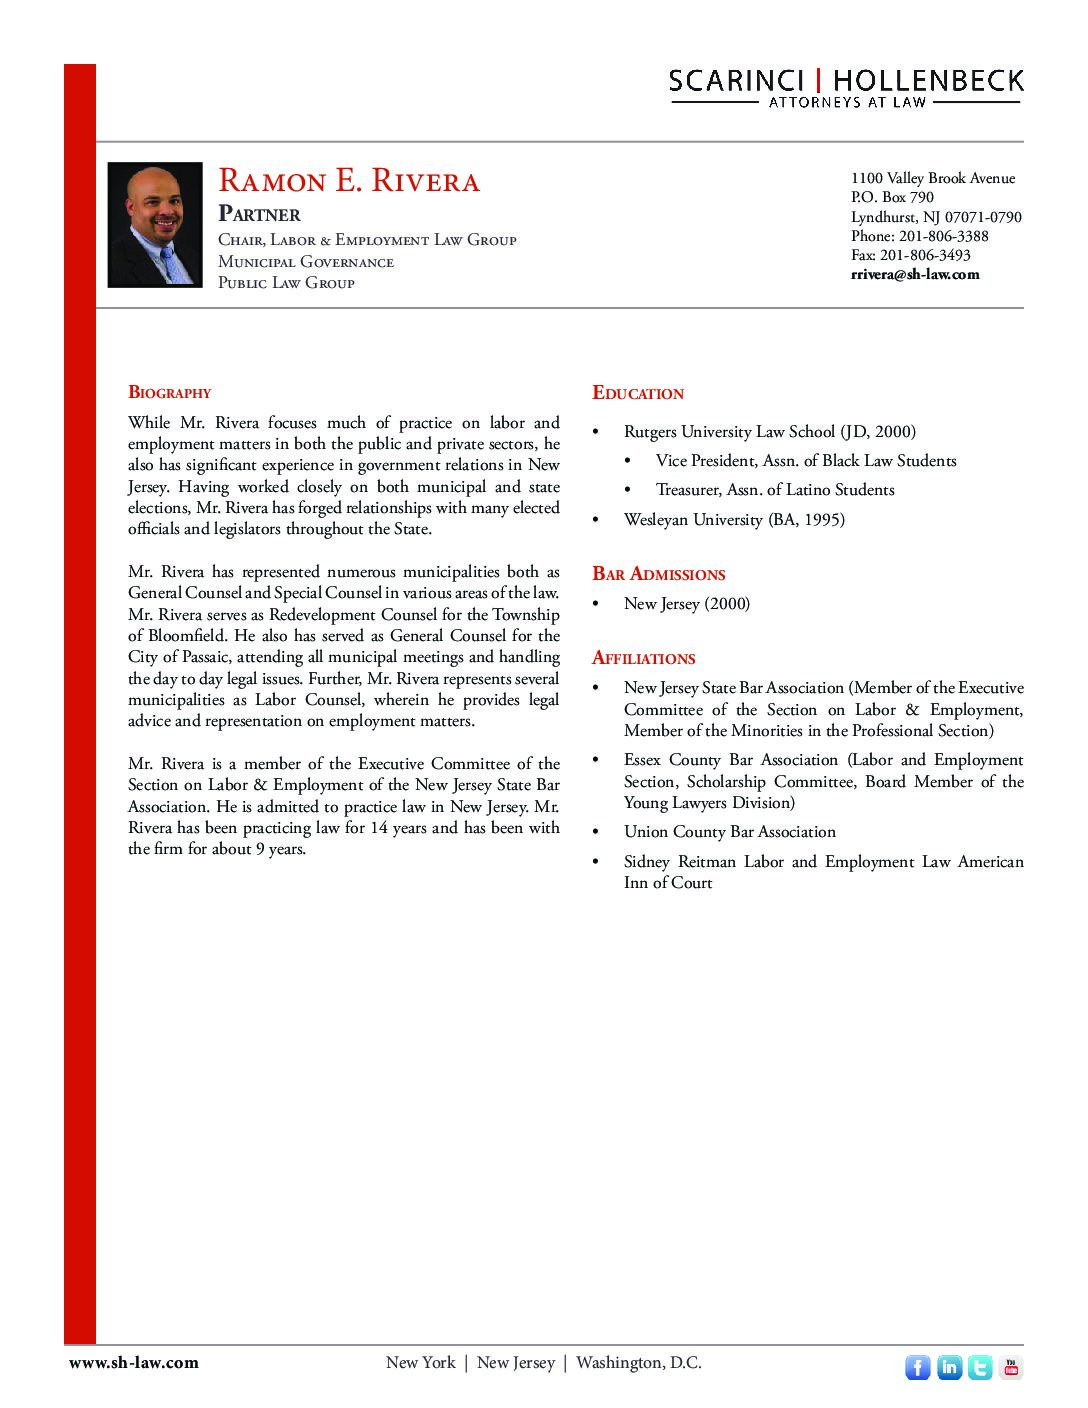 SCARINCI | HOLLENBECK
ATTORNEYS AT LAW
Ramon E. Rivera
Partner
Chair, Labor & Employment Law Group
Municipal Governance
Public Law Group
1100 Valley Brook Avenue
P.O. Box 790
Lyndhurst, NJ 07071-0790
Phone: 201-806-3388
Fax: 201-806-3493
rrivera@sh-law.com
Biography
While Mr. Rivera focuses much of practice on labor and
employment matters in both the public and private sectors, he
also has significant experience in government relations in New
Jersey. Having worked closely on both municipal and state
elections, Mr. Rivera has forged relationships with many elected
officials and legislators throughout the State.
Mr. Rivera has represented numerous municipalities both as
General Counsel and Special Counsel in various areas of the law.
Mr. Rivera serves as Redevelopment Counsel for the Township
of Bloomfield. He also has served as General Counsel for the
City of Passaic, attending all municipal meetings and handling
the day to day legal issues. Further, Mr. Rivera represents several
municipalities as Labor Counsel, wherein he provides legal
advice and representation on employment matters.
Mr. Rivera is a member of the Executive Committee of the
Section on Labor & Employment of the New Jersey State Bar
Association. He is admitted to practice law in New Jersey. Mr.
Rivera has been practicing law for 14 years and has been with
the firm for about 9 years.
Education
• Rutgers University Law School (JD, 2000)
• Vice President, Assn. of Black Law Students
• Treasurer, Assn. of Latino Students
• Wesleyan University (BA, 1995)
Bar Admissions
• New Jersey (2000)
Affiliations
• New Jersey State Bar Association (Member of the Executive
Committee of the Section on Labor & Employment,
Member of the Minorities in the Professional Section)
• Essex County Bar Association (Labor and Employment
Section, Scholarship Committee, Board Member of the
Young Lawyers Division)
• Union County Bar Association
• Sidney Reitman Labor and Employment Law American
Inn of Court
www.sh-law.com
New York | New Jersey | Washington, D.C.
f in t You Tube